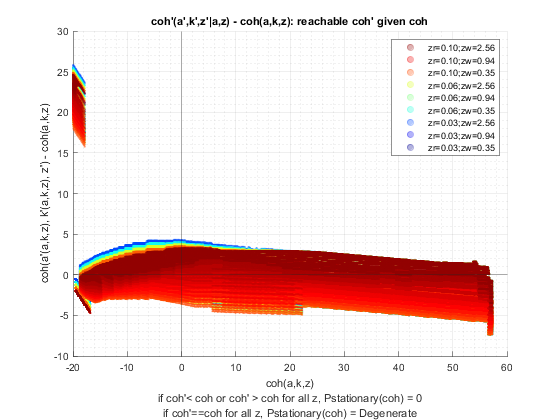 coh'(a',k',z'|a,z) - coh(a,k,z): reachable coh' given coh
30
25
20
15
10
5
0
-5
-10
coh(a'(a,k,z), k'(a,k,z), z') - coh(a,k,z)
zr=0.10;zw=2.56
zr=0.10;zw=0.94
zr=0.10;zw=0.35
zr=0.06;zw=2.56
zr=0.06;zw=0.94
zr=0.06;zw=0.35
zr=0.03;zw=2.56
zr=0.03;zw=0.94
zr=0.03;zw=0.35
-20 -10 0 10 20 30 40 50 60
coh(a,k,z)
if coh'< coh or coh' > coh for all z, Pstationary(coh) = 0
if coh'==coh for all z, Pstationary(coh) = Degenerate